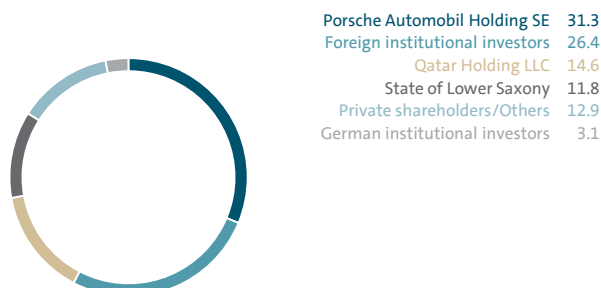 Porsche Automobil Holding SE 31.3
Foreign institutional investors 26.4
Qatar Holding LLC 14.6
State of Lower Saxony 11.8
Private shareholders/Others 12.9
German institutional investors 3.1